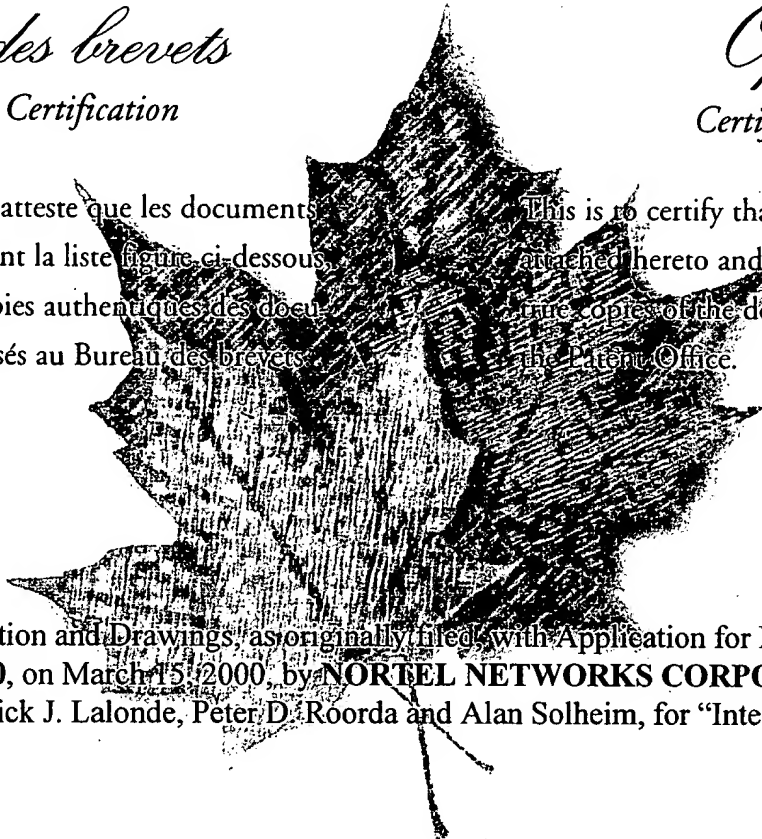 des brevets
Certification
atteste que les documents
nt la liste figure ci-dessous
pies authentiques des docu-
sés au Bureau des brevets
Certi
This is to certify tha
attached hereto and
true copies of the d
the Patent Office.
tion and Drawings, as originally filed, with Application for
0, on March 15, 2000, by NORTEL NETWORKS CORPO
ick J. Lalonde, Peter D. Roorda and Alan Solheim, for “Inte